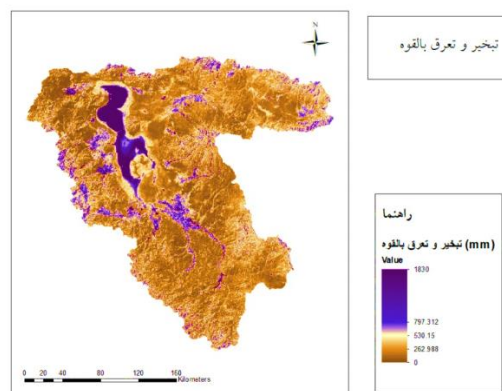 N
تبخیر و تعرق بالقوه
راهنما
تبخیر و تعرق بالقوه (mm)
Value
1830
797.312
530.15
262.988
0
0 20 40 80 120 160
Kilometers